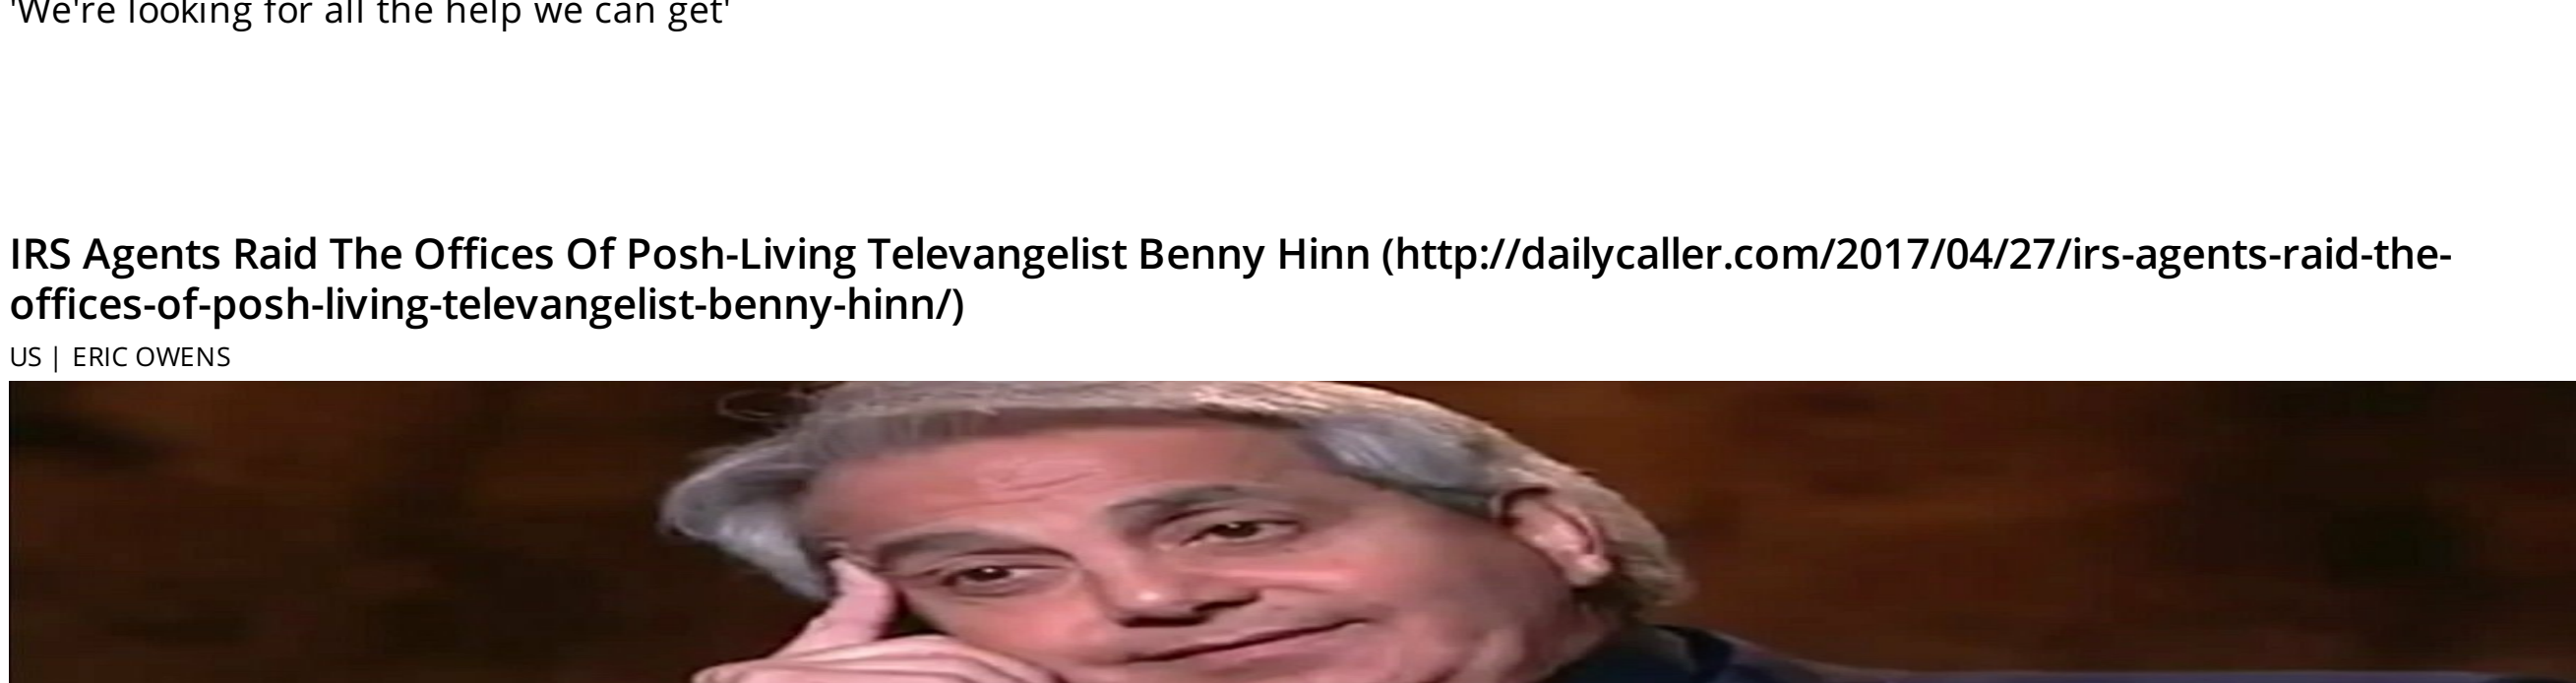 'We're looking for all the help we can get'
IRS Agents Raid The Offices Of Posh-Living Televangelist Benny Hinn (http://dailycaller.com/2017/04/27/irs-agents-raid-the-
offices-of-posh-living-televangelist-benny-hinn/)
US | ERIC OWENS